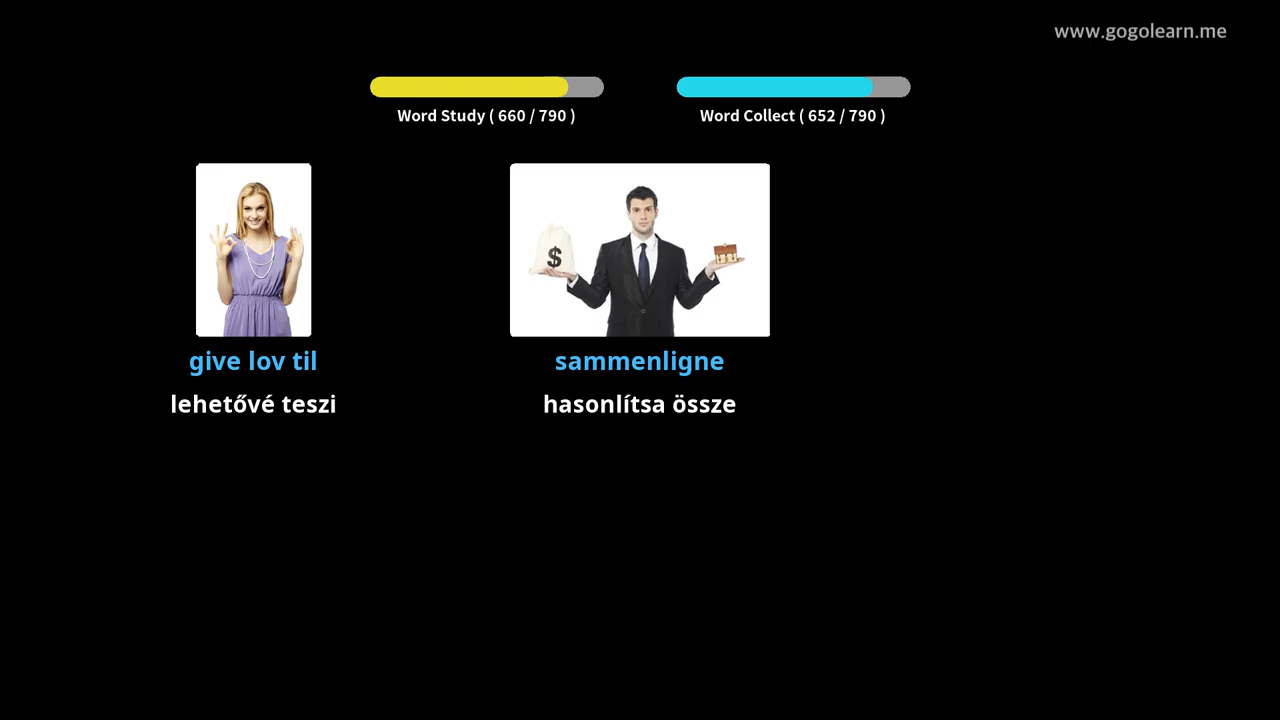 www.gogolearn.me
Word Study ( 660 / 790 )
Word Collect ( 652 / 790 )
$
give lov til
sammenligne
lehetővé teszi
hasonlítsa össze